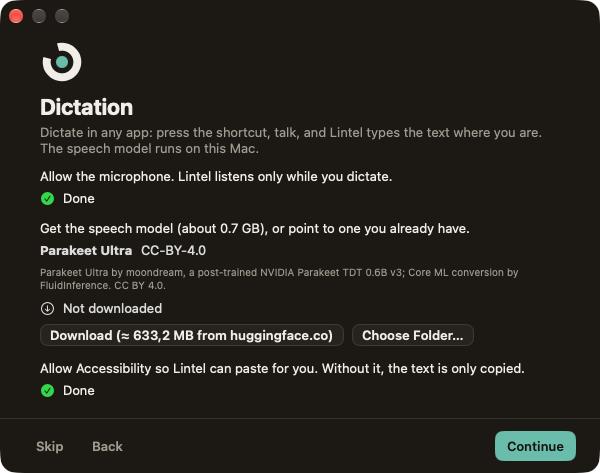 Dictation
Dictate in any app: press the shortcut, talk, and Lintel types the text where you are.
The speech model runs on this Mac.
Allow the microphone. Lintel listens only while you dictate.
Done
Get the speech model (about 0.7 GB), or point to one you already have.
Parakeet Ultra CC-BY-4.0
Parakeet Ultra by moondream, a post-trained NVIDIA Parakeet TDT 0.6B v3; Core ML conversion by
FluidInference. CC BY 4.0.
Not downloaded
Download (≈ 633,2 MB from huggingface.co) Choose Folder...
Allow Accessibility so Lintel can paste for you. Without it, the text is only copied.
Done
Skip Back Continue